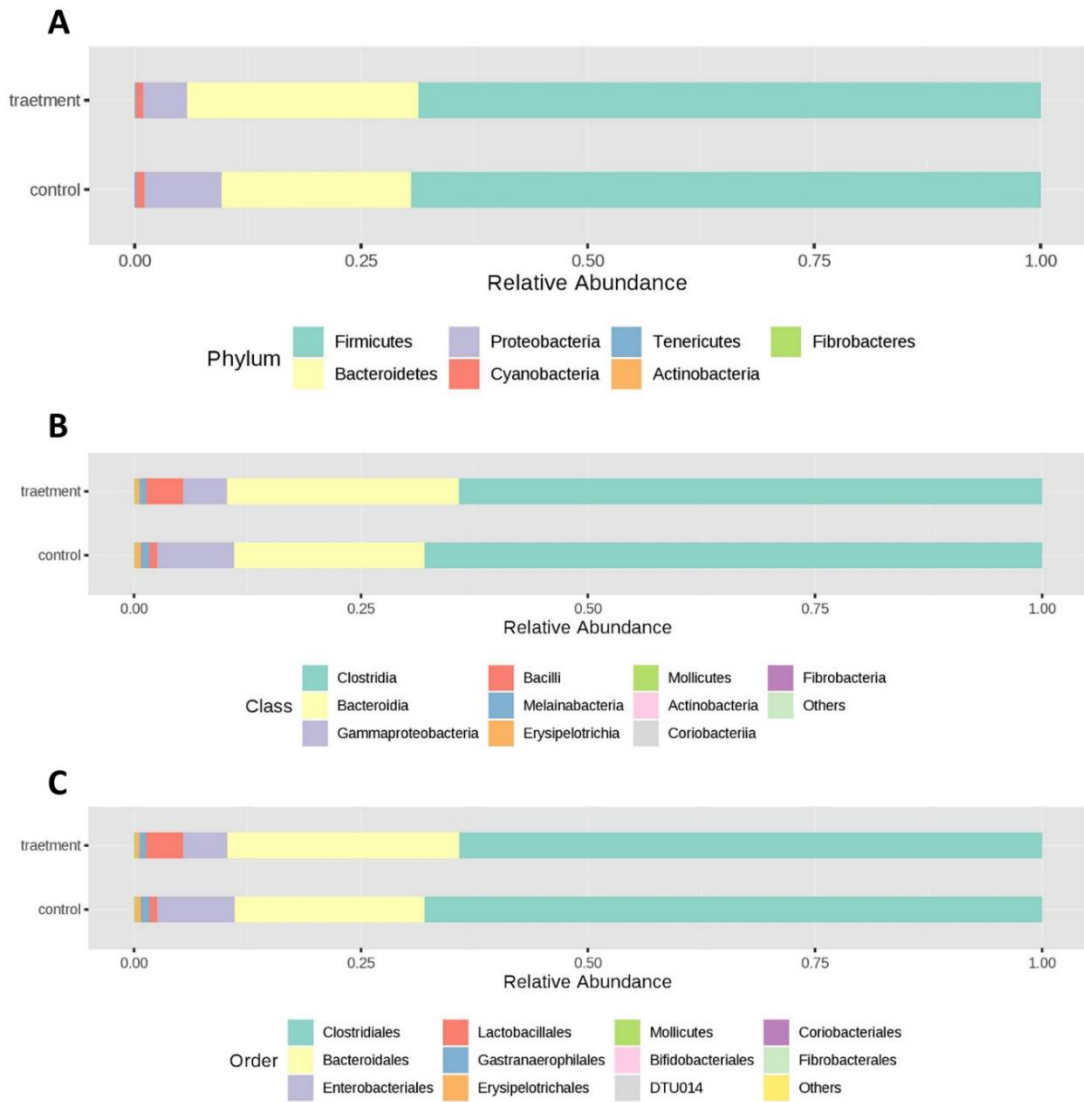 A
traetment
control
0.00 0.25 0.50 0.75 1.00
Relative Abundance
Phylum
Firmicutes Proteobacteria Tenericutes Fibrobacteres
Bacteroidetes Cyanobacteria Actinobacteria
B
traetment
control
0.00 0.25 0.50 0.75 1.00
Relative Abundance
Class
Clostridia Bacilli Mollicutes Fibrobacteria
Bacteroidia Melainabacteria Actinobacteria Others
Gammaproteobacteria Erysipelotrichia Coriobacteriia
C
traetment
control
0.00 0.25 0.50 0.75 1.00
Relative Abundance
Order
Clostridiales Lactobacillales Mollicutes Coriobacteriales
Bacteroidales Gastranaerophilales Bifidobacteriales Fibrobacterales
Enterobacteriales Erysipelotrichales DTU014 Others